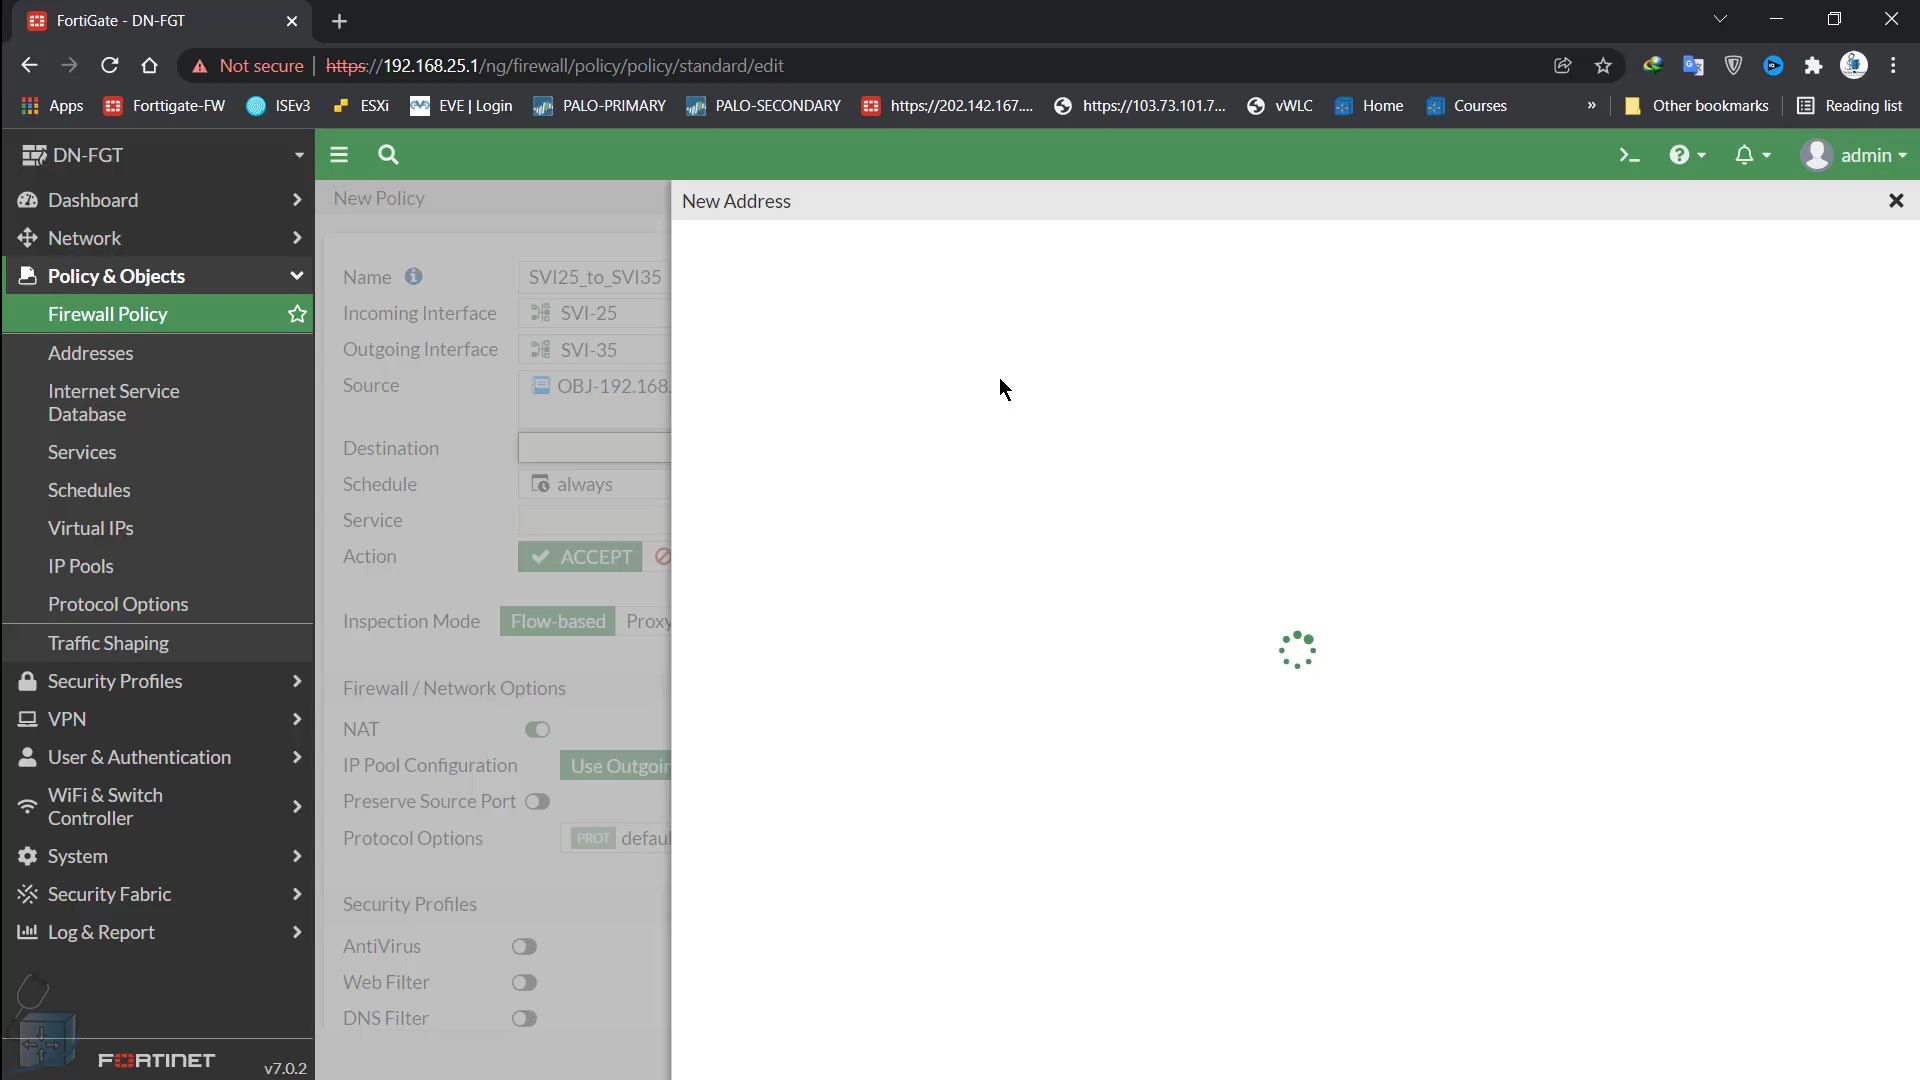 FortiGate - DN-FGT
Not secure
https://192.168.25.1/ng/firewall/policy/policy/standard/edit
Apps
Forttigate-FW
ISEv3
ESXi
EVE | Login
PALO-PRIMARY
PALO-SECONDARY
https://202.142.167....
https://103.73.101.7...
vWLC
Home
Courses
»
Other bookmarks
Reading list
DN-FGT
admin
Dashboard
Network
Policy & Objects
Firewall Policy
Addresses
Internet Service
Database
Services
Schedules
Virtual IPs
IP Pools
Protocol Options
Traffic Shaping
Security Profiles
VPN
User & Authentication
WiFi & Switch
Controller
System
Security Fabric
Log & Report
FORTINET
v7.0.2
New Policy
Name
SVI25_to_SVI35
Incoming Interface
SVI-25
Outgoing Interface
SVI-35
Source
OBJ-192.168.
Destination
Schedule
always
Service
Action
ACCEPT
Inspection Mode
Flow-based
Proxy
Firewall / Network Options
NAT
IP Pool Configuration
Use Outgoin
Preserve Source Port
Protocol Options
PROT
defaul
Security Profiles
AntiVirus
Web Filter
DNS Filter
New Address